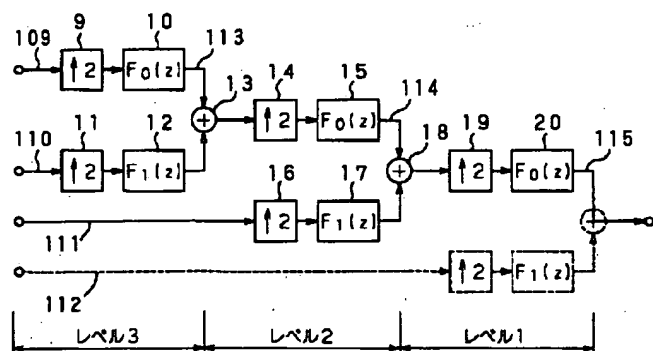 109 9 10 113
↑2 F₀(z)
13 14 15 114
110 11 12 + ↑2 F₀(z)
↑2 F₁(z) 18 19 20 115
16 17 + ↑2 F₀(z)
111 ↑2 F₁(z) +
112 ↑2 F₁(z)
レベル3 レベル2 レベル1